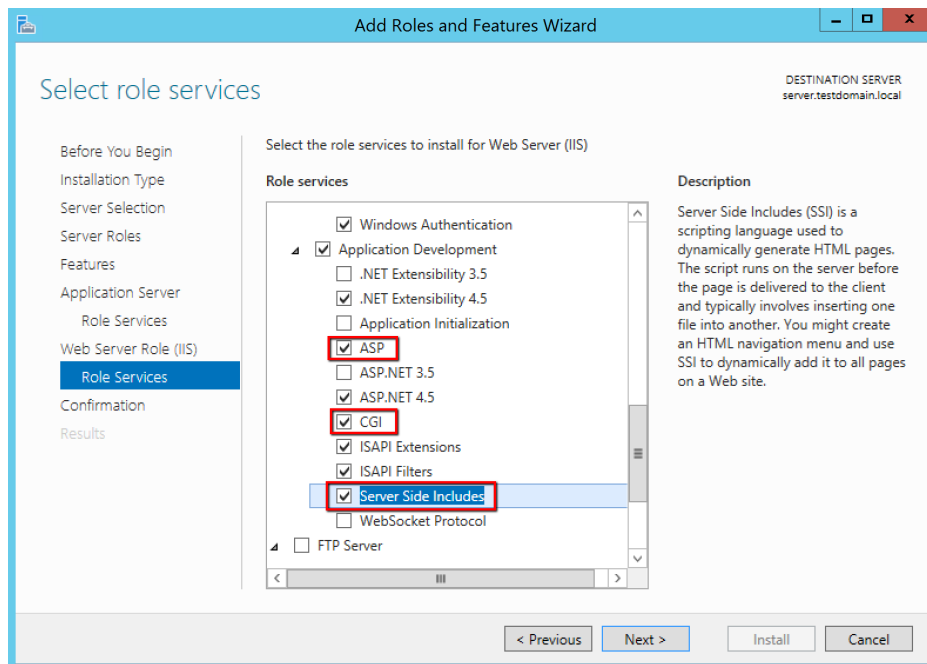 Add Roles and Features Wizard
Select role services
DESTINATION SERVER
server.testdomain.local
Before You Begin
Installation Type
Server Selection
Server Roles
Features
Application Server
Role Services
Web Server Role (IIS)
Role Services
Confirmation
Results
Select the role services to install for Web Server (IIS)
Role services
Windows Authentication
Application Development
.NET Extensibility 3.5
.NET Extensibility 4.5
Application Initialization
ASP
ASP.NET 3.5
ASP.NET 4.5
CGI
ISAPI Extensions
ISAPI Filters
Server Side Includes
WebSocket Protocol
FTP Server
Description
Server Side Includes (SSI) is a
scripting language used to
dynamically generate HTML pages.
The script runs on the server before
the page is delivered to the client
and typically involves inserting one
file into another. You might create
an HTML navigation menu and use
SSI to dynamically add it to all pages
on a Web site.
< Previous
Next >
Install
Cancel